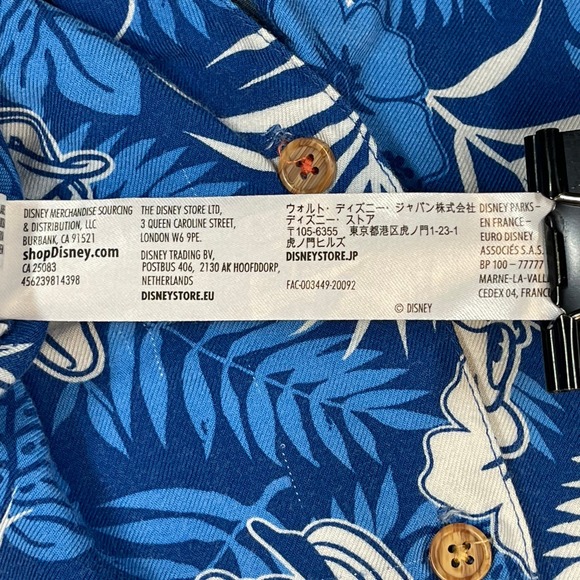 DISNEY MERCHANDISE SOURCING
& DISTRIBUTION, LLC
BURBANK, CA 91521
shopDisney.com
CA 25083
456239814398
THE DISNEY STORE LTD,
3 QUEEN CAROLINE STREET,
LONDON W6 9PE.
DISNEY TRADING BV,
POSTBUS 406, 2130 AK HOOFDDORP,
NETHERLANDS
DISNEYSTORE.EU
ウォルト・ディズニー・ジャパン株式会社
ディズニー・ストア
〒105-6355 東京都港区虎ノ門1-23-1
虎ノ門ヒルズ
DISNEYSTORE.JP
FAC-003449-20092
© DISNEY
DISNEY PARKS -
EN FRANCE -
EURO DISNEY
ASSOCIÉS S.A.S.
BP 100 - 77777
MARNE-LA-VALL
CEDEX 04, FRANC